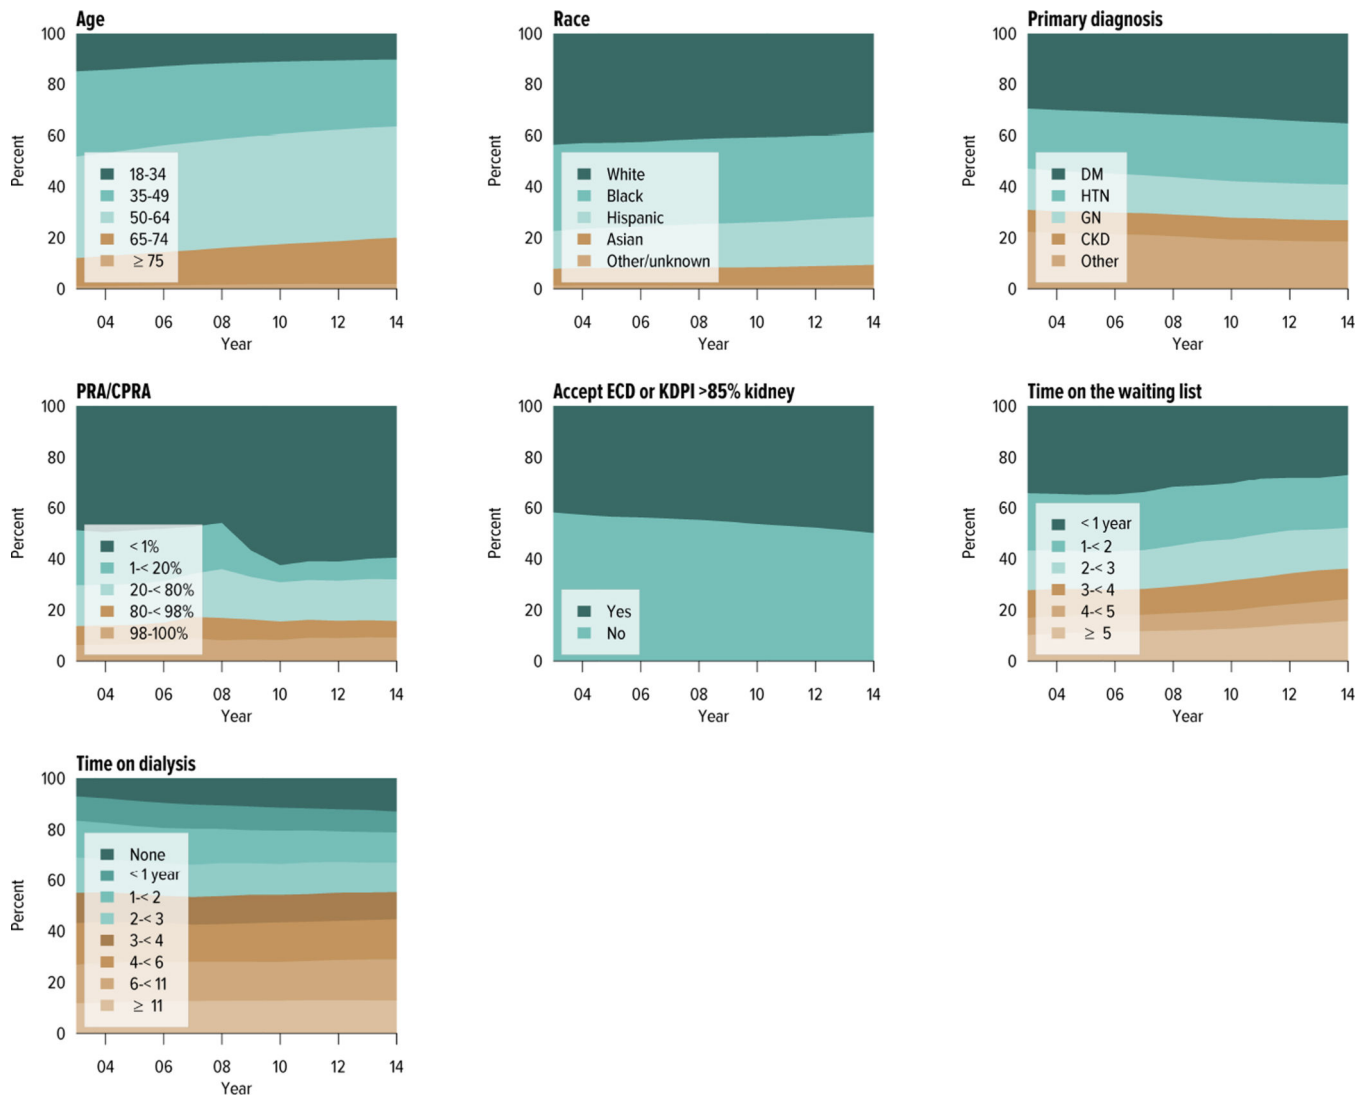 Age
100
80
60
40
20
0
Percent
18-34
35-49
50-64
65-74
≥ 75
04 06 08 10 12 14
Year
Race
100
80
60
40
20
0
Percent
White
Black
Hispanic
Asian
Other/unknown
04 06 08 10 12 14
Year
Primary diagnosis
100
80
60
40
20
0
Percent
DM
HTN
GN
CKD
Other
04 06 08 10 12 14
Year
PRA/CPRA
100
80
60
40
20
0
Percent
< 1%
1-< 20%
20-< 80%
80-< 98%
98-100%
04 06 08 10 12 14
Year
Accept ECD or KDPI >85% kidney
100
80
60
40
20
0
Percent
Yes
No
04 06 08 10 12 14
Year
Time on the waiting list
100
80
60
40
20
0
Percent
< 1 year
1-< 2
2-< 3
3-< 4
4-< 5
≥ 5
04 06 08 10 12 14
Year
Time on dialysis
100
80
60
40
20
0
Percent
None
< 1 year
1-< 2
2-< 3
3-< 4
4-< 6
6-< 11
≥ 11
04 06 08 10 12 14
Year